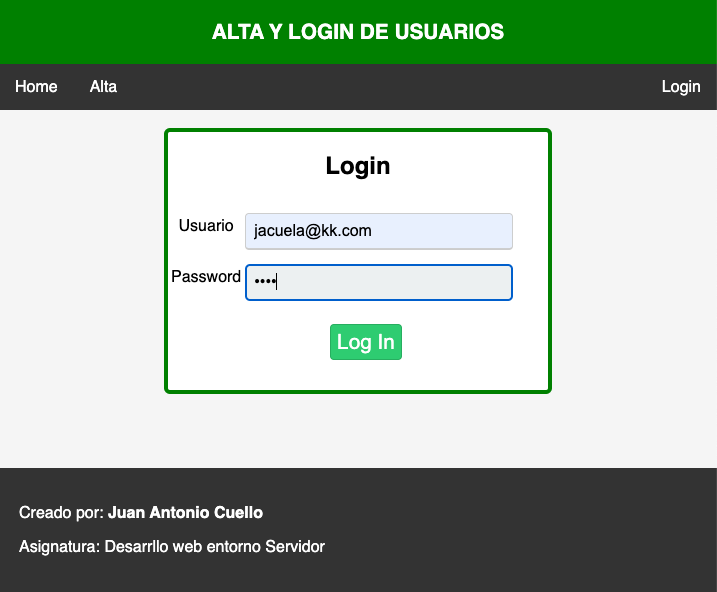 ALTA Y LOGIN DE USUARIOS
Home Alta Login
Login
Usuario jacuela@kk.com
Password ••••
Log In
Creado por: Juan Antonio Cuello
Asignatura: Desarrllo web entorno Servidor